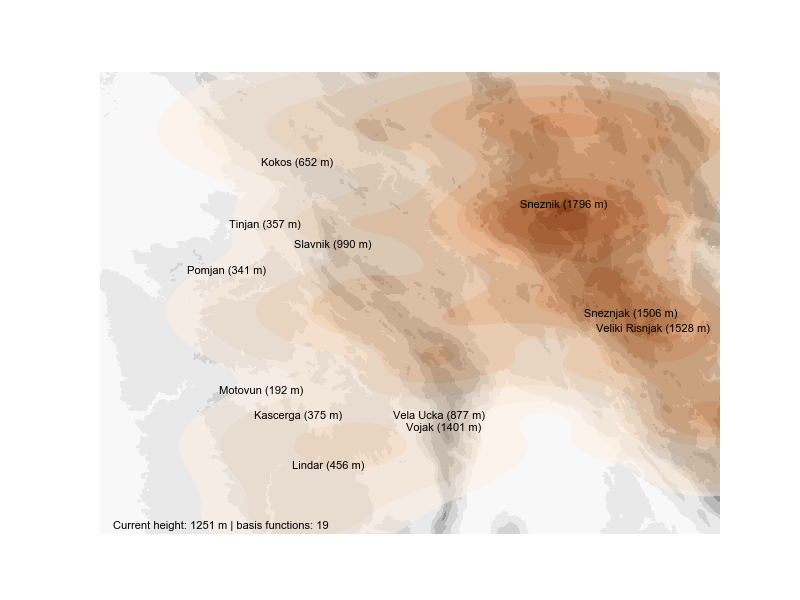 Kokos (652 m)
Sneznik (1796 m)
Tinjan (357 m)
Slavnik (990 m)
Pomjan (341 m)
Sneznjak (1506 m)
Veliki Risnjak (1528 m)
Motovun (192 m)
Kascerga (375 m)
Vela Ucka (877 m)
Vojak (1401 m)
Lindar (456 m)
Current height: 1251 m | basis functions: 19